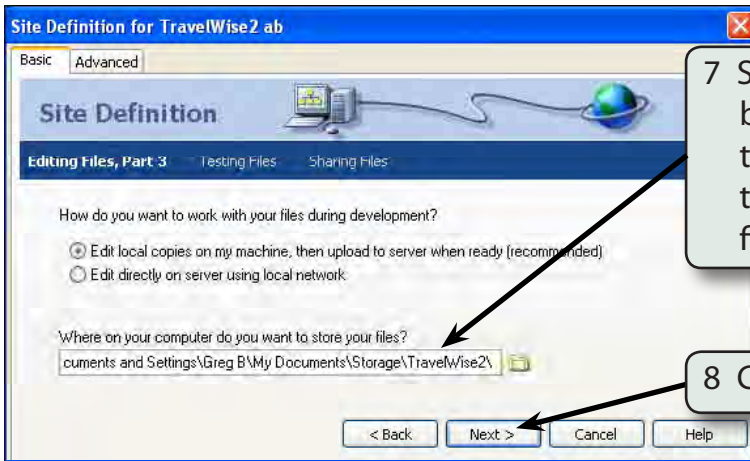 Site Definition for TravelWise2 ab
Basic Advanced
Site Definition
Editing Files, Part 3 Testing Files Sharing Files
How do you want to work with your files during development?
Edit local copies on my machine, then upload to server when ready (recommended)
Edit directly on server using local network
Where on your computer do you want to store your files?
cuments and Settings\Greg B\My Documents\Storage\TravelWise2\
< Back Next > Cancel Help
7
8